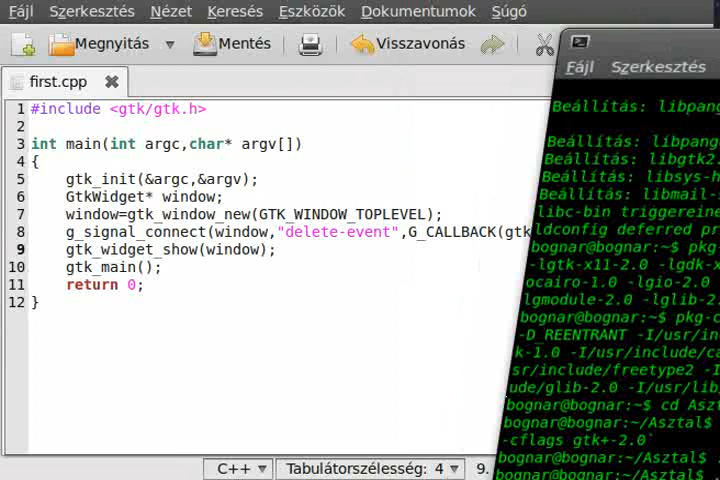 Fájl Szerkesztés Nézet Keresés Eszközök Dokumentumok Súgó
Megnyitás Mentés Visszavonás
first.cpp
1 #include <gtk/gtk.h>
2
3 int main(int argc,char* argv[])
4 {
5 gtk_init(&argc,&argv);
6 GtkWidget* window;
7 window=gtk_window_new(GTK_WINDOW_TOPLEVEL);
8 g_signal_connect(window,"delete-event",G_CALLBACK(gtk
9 gtk_widget_show(window);
10 gtk_main();
11 return 0;
12 }
C++ Tabulátorszélesség: 4 9.
Fájl Szerkesztés
Beállítás: libpang
Beállítás: libpang
Beállítás: libgtk2.
Beállítás: libsys-h
Beállítás: libmail-
libc-bin triggereine
ldconfig deferred pr
bognar@bognar:~$ pkg
-lgtk-x11-2.0 -lgdk-x
ocairo-1.0 -lgio-2.0
lgmodule-2.0 -lglib-2
bognar@bognar:~$ pkg-c
-D_REENTRANT -I/usr/in
k-1.0 -I/usr/include/ca
sr/include/freetype2 -I
ude/glib-2.0 -I/usr/lib
bognar@bognar:~$ cd Aszt
bognar@bognar:~/Asztal$
-cflags gtk+-2.0`
bognar@bognar:~/Asztal$ .
bognar@bognar:~/Asztal$